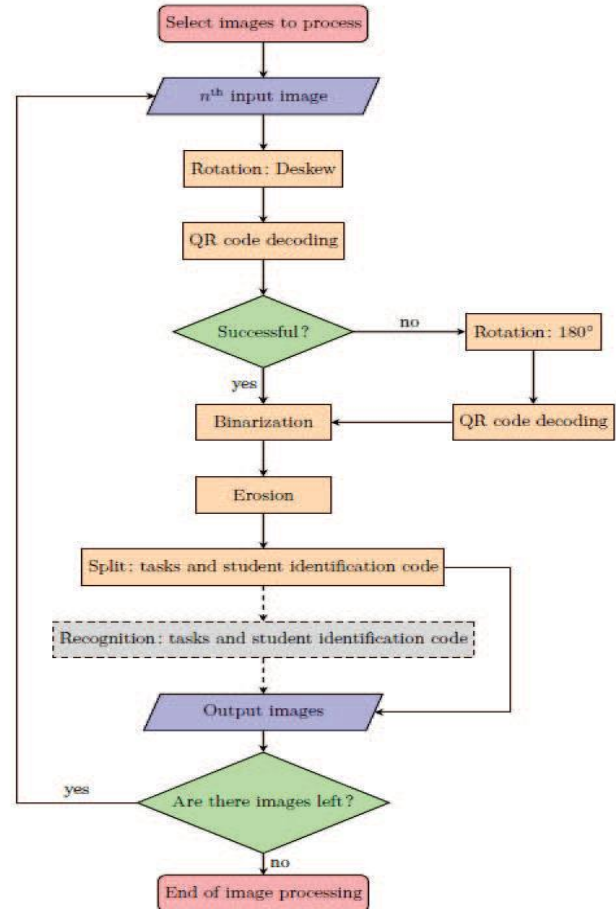 Select images to process
nth input image
Rotation: Deskew
QR code decoding
Successful?
no
Rotation: 180°
yes
Binarization
QR code decoding
Erosion
Split: tasks and student identification code
Recognition: tasks and student identification code
Output images
yes
Are there images left?
no
End of image processing